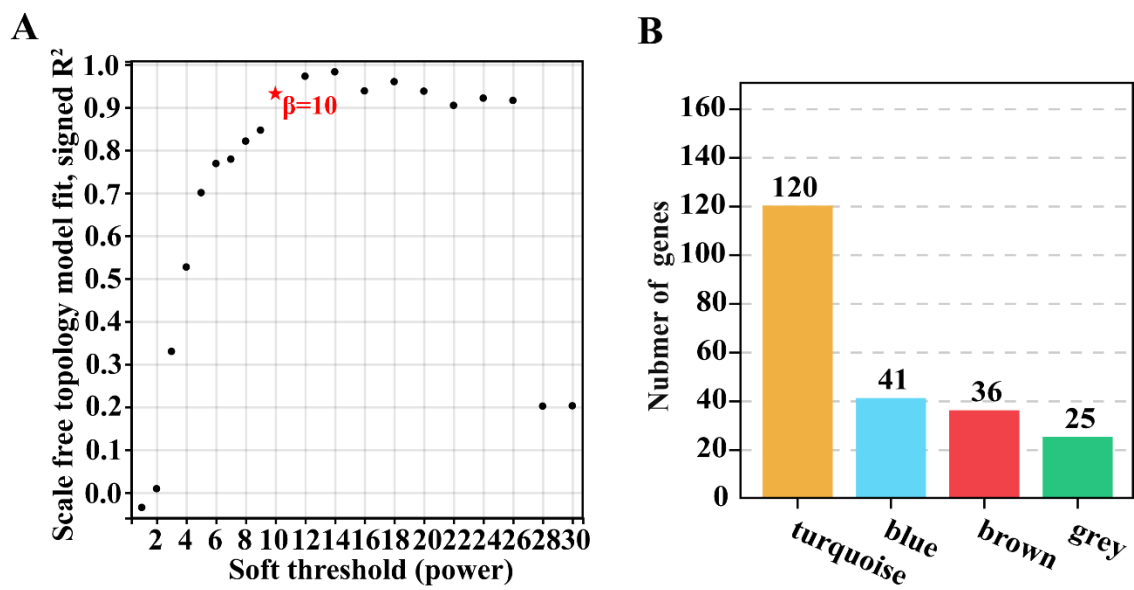 A
Scale free topology model fit, signed R²
1.0
0.9
0.8
0.7
0.6
0.5
0.4
0.3
0.2
0.1
0.0
β=10
2 4 6 8 10 12 14 16 18 20 22 24 26 28 30
Soft threshold (power)
B
Nubmer of genes
160
140
120
100
80
60
40
20
0
120
41
36
25
turquoise
blue
brown
grey